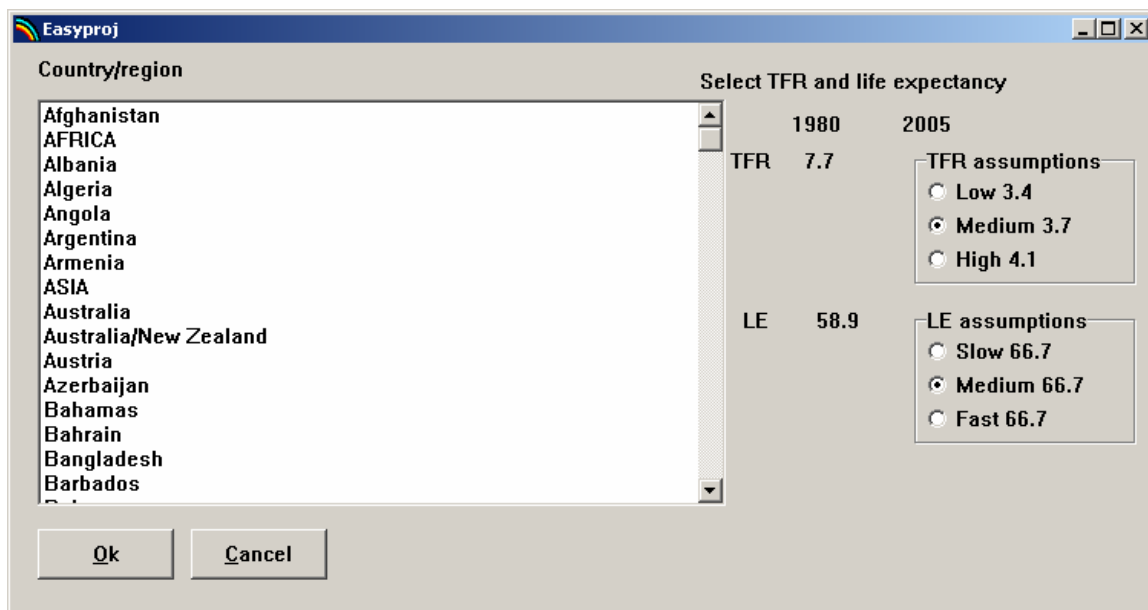 Easyproj
Country/region
Afghanistan
AFRICA
Albania
Algeria
Angola
Argentina
Armenia
ASIA
Australia
Australia/New Zealand
Austria
Azerbaijan
Bahamas
Bahrain
Bangladesh
Barbados
Select TFR and life expectancy
1980 2005
TFR 7.7
TFR assumptions
Low 3.4
Medium 3.7
High 4.1
LE 58.9
LE assumptions
Slow 66.7
Medium 66.7
Fast 66.7
Ok Cancel